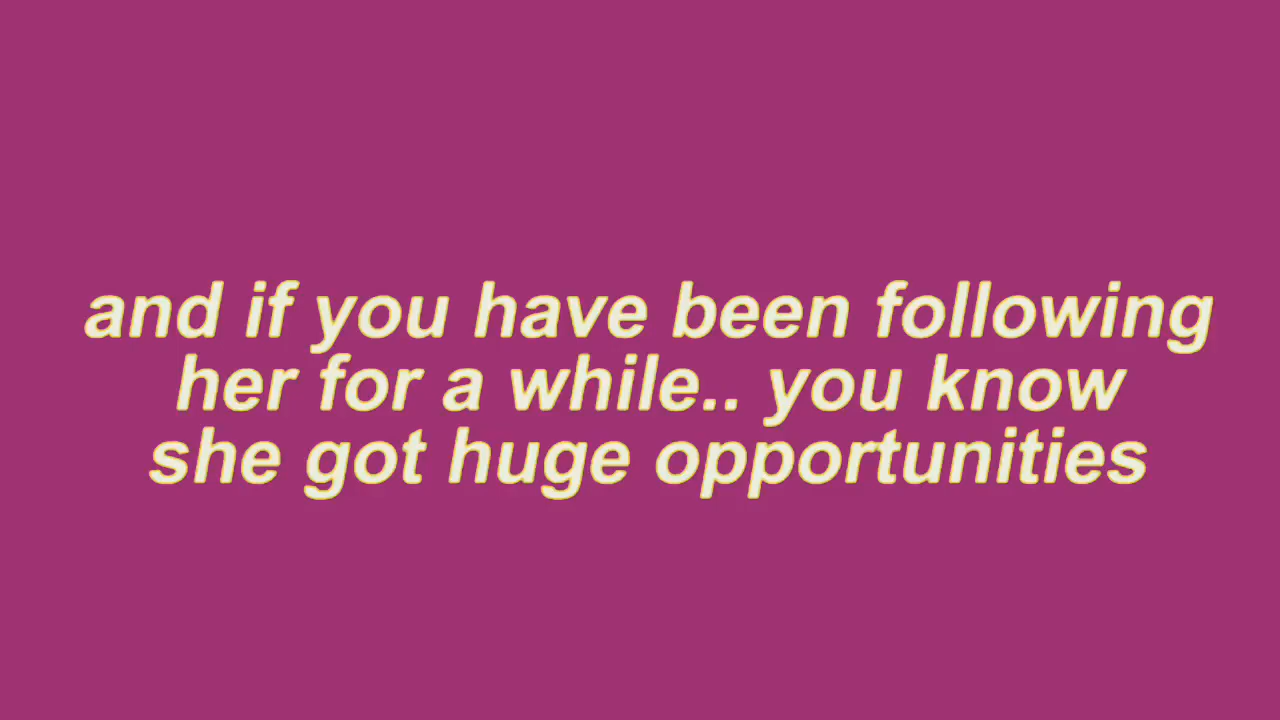 and if you have been following
her for a while.. you know
she got huge opportunities